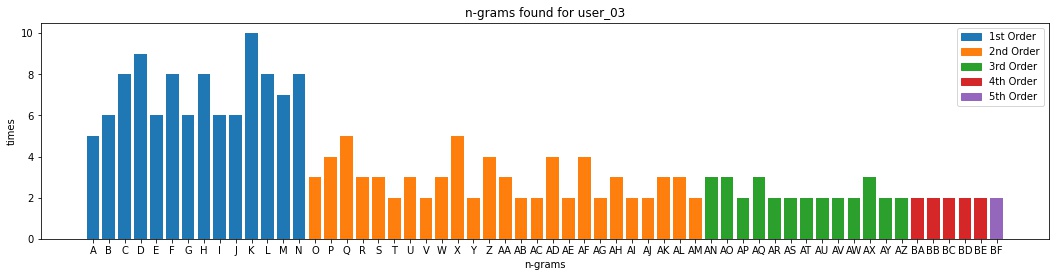 n-grams found for user_03
times
10
8
6
4
2
0
1st Order
2nd Order
3rd Order
4th Order
5th Order
A B C D E F G H I J K L M N O P Q R S T U V W X Y Z AA AB AC AD AE AF AG AH AI AJ AK AL AM AN AO AP AQ AR AS AT AU AV AW AX AY AZ BA BB BC BD BE BF
n-grams